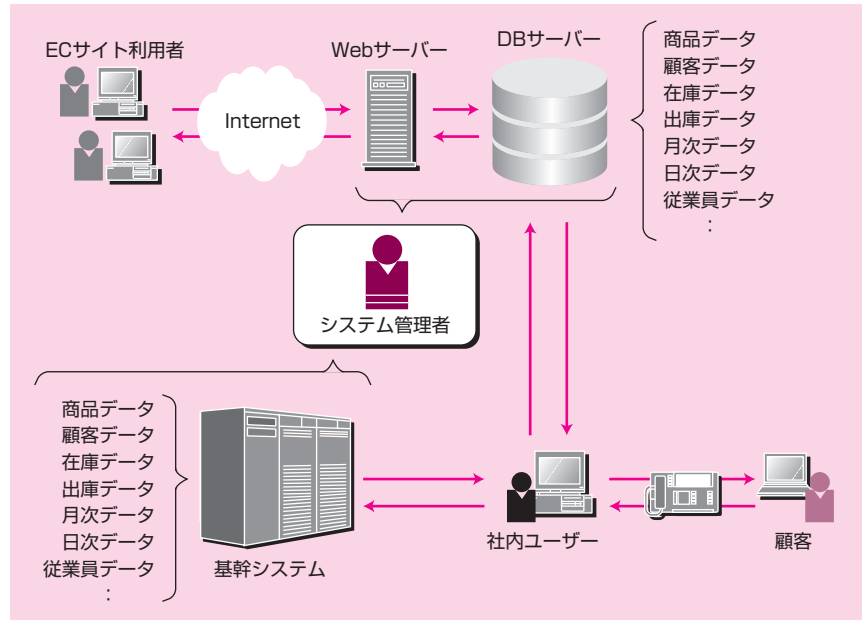 ECサイト利用者
Webサーバー
DBサーバー
Internet
商品データ
顧客データ
在庫データ
出庫データ
月次データ
日次データ
従業員データ
:
システム管理者
商品データ
顧客データ
在庫データ
出庫データ
月次データ
日次データ
従業員データ
:
基幹システム
社内ユーザー
顧客